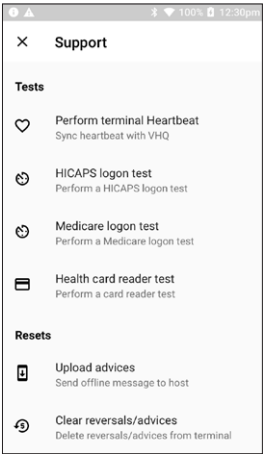 100% 12:30pm
Support
Tests
Perform terminal Heartbeat
Sync heartbeat with VHQ
HICAPS logon test
Perform a HICAPS logon test
Medicare logon test
Perform a Medicare logon test
Health card reader test
Perform a card reader test
Resets
Upload advices
Send offline message to host
Clear reversals/advices
Delete reversals/advices from terminal